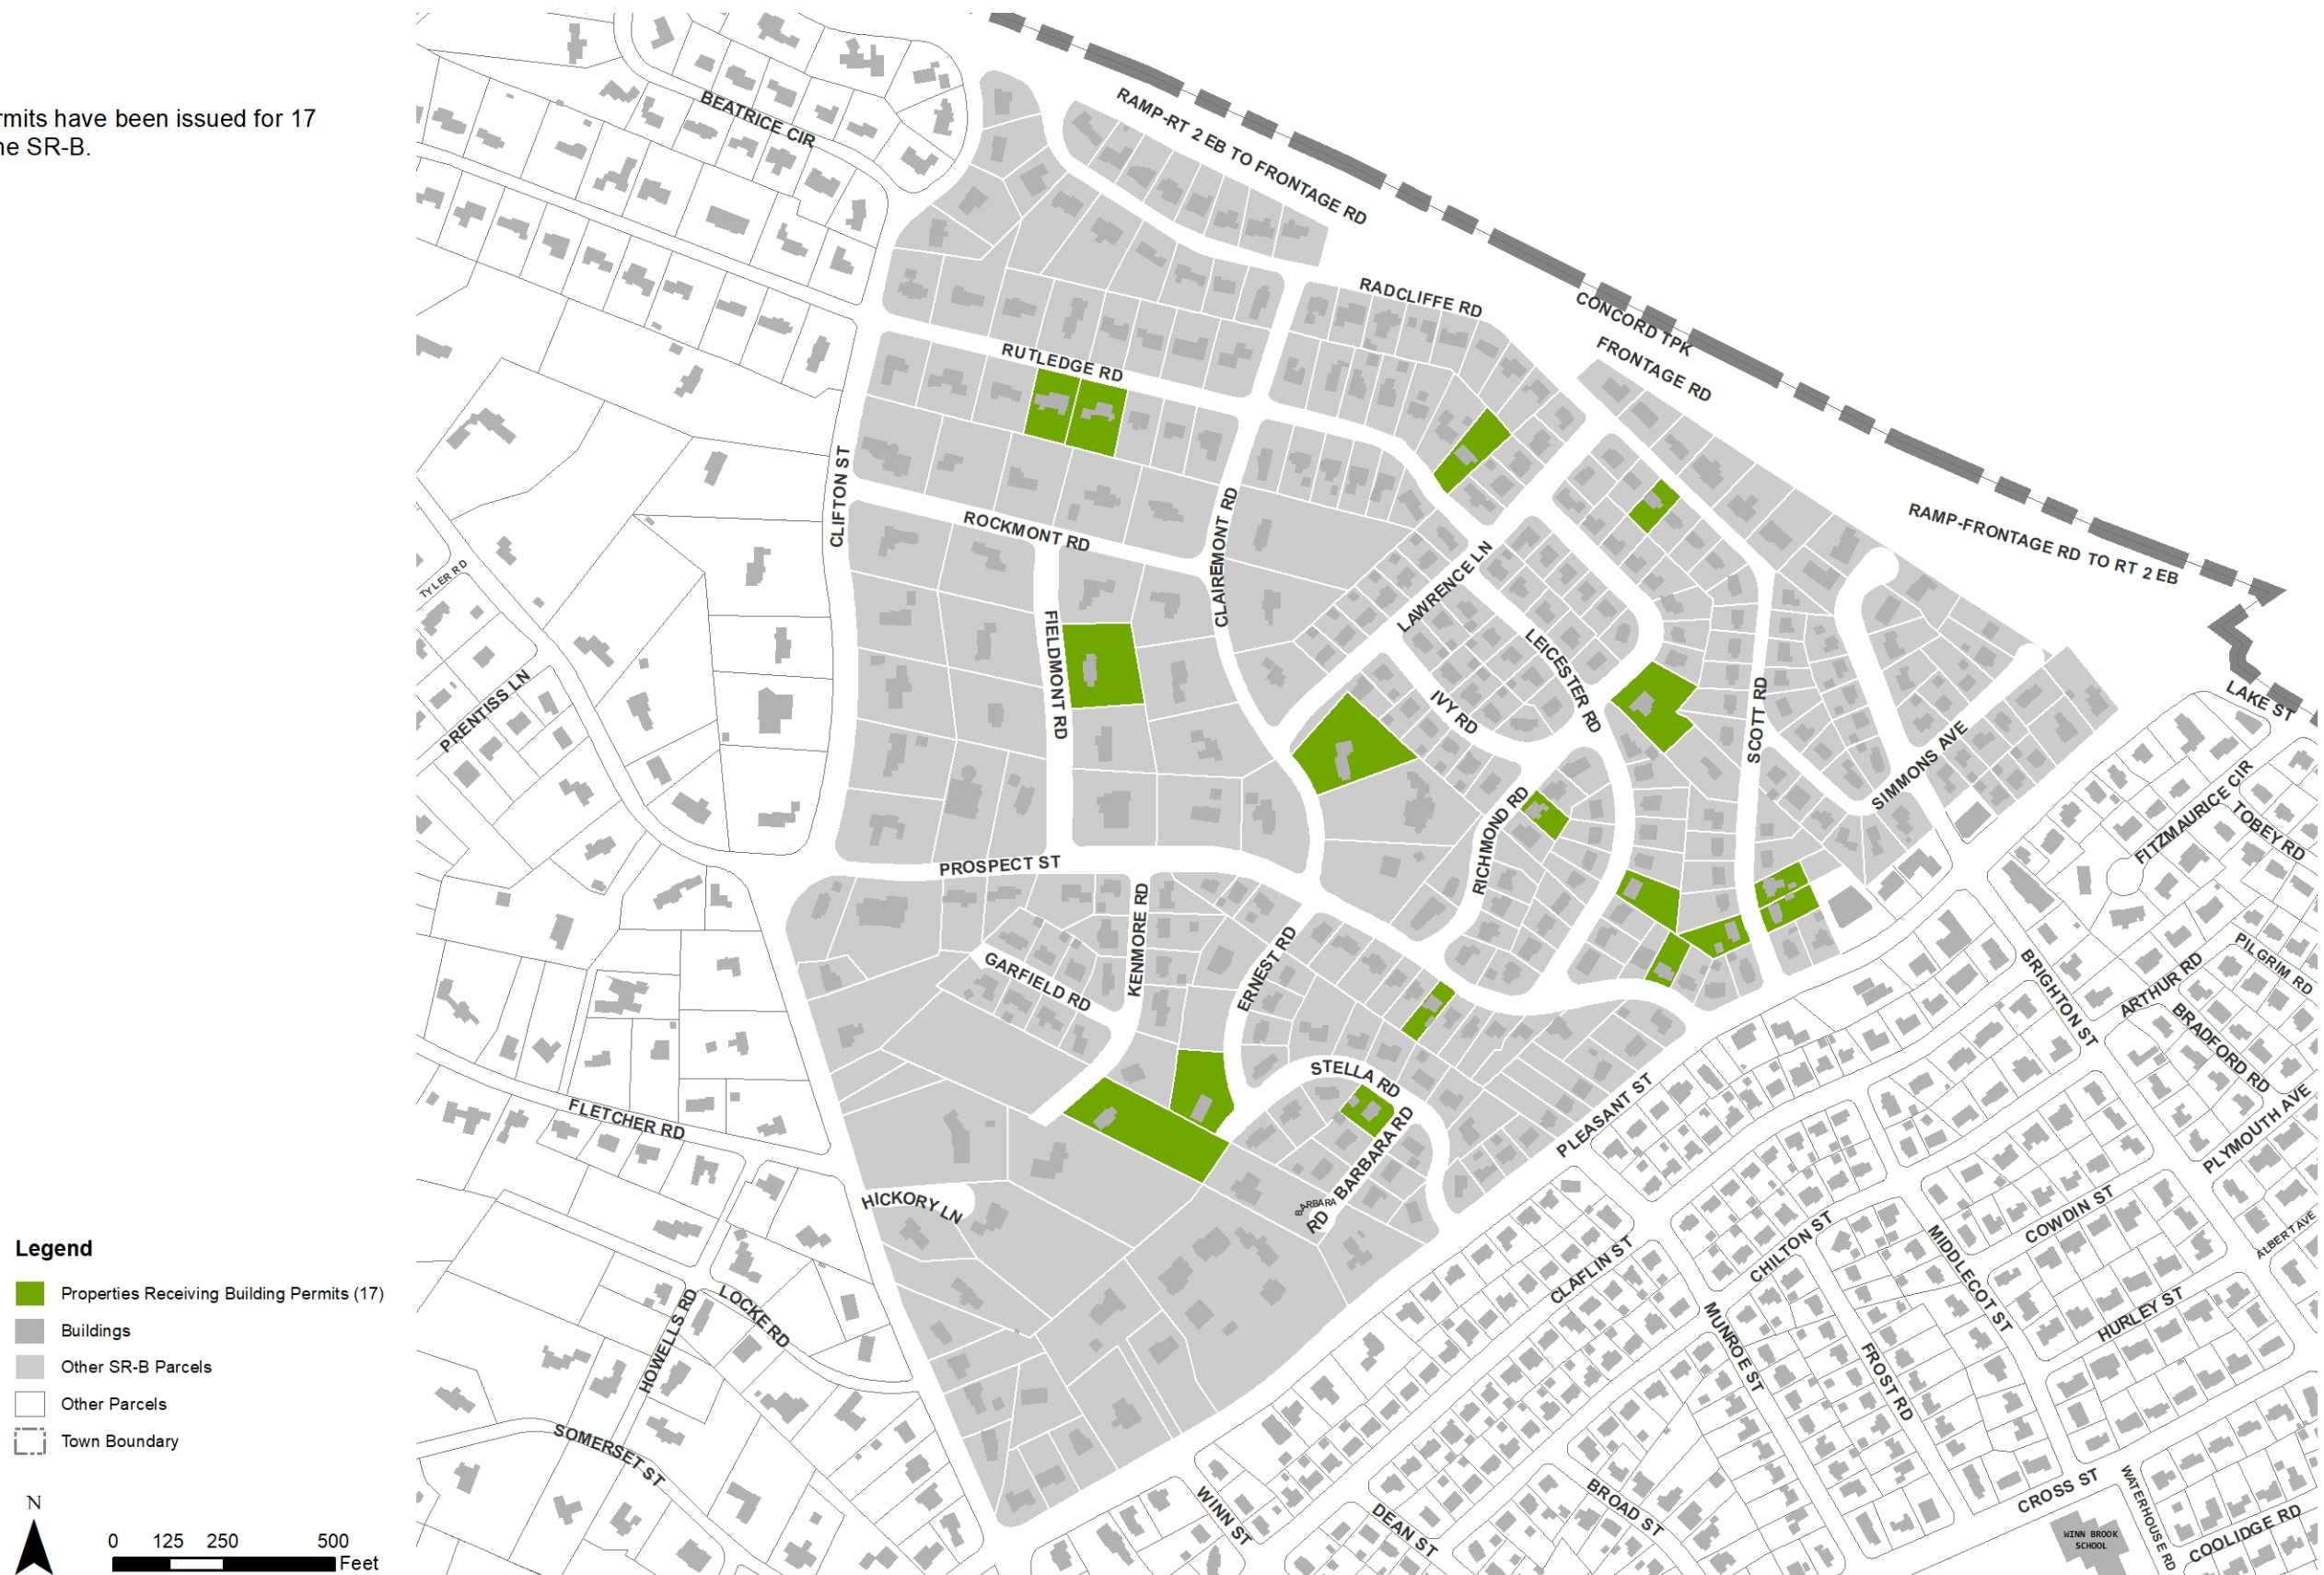 rmits have been issued for 17
ne SR-B.
BEATRICE CIR
RAMP-RT 2 EB TO FRONTAGE RD
RADCLIFFE RD
CONCORD TPK
FRONTAGE RD
RUTLEDGE RD
CLIFTON ST
ROCKMONT RD
CLAIREMONT RD
RAMP-FRONTAGE RD TO RT 2 EB
LAWRENCE LN
TYLER RD
FIELDMONT RD
LEICESTER RD
PRENTISS LN
IVY RD
SCOTT RD
LAKE ST
SIMMONS AVE
FITZMAURICE CIR
TOBEY RD
RICHMOND RD
PROSPECT ST
KENMORE RD
ERNEST RD
GARFIELD RD
BRIGHTON ST
ARTHUR RD
PILGRIM RD
BRADFORD RD
STELLA RD
FLETCHER RD
PLEASANT ST
PLYMOUTH AVE
BARBARA RD
BARBARA
RD
HICKORY LN
COWDIN ST
ALBERT AVE
CHILTON ST
MIDDLECOT ST
CLAFLIN ST
HURLEY ST
LOCKE RD
HOWELLS RD
MUNROE ST
FROST RD
SOMERSET ST
WINN ST
DEAN ST
BROAD ST
CROSS ST
WATERHOUSE RD
COOLIDGE RD
WINN BROOK
SCHOOL
Legend
Properties Receiving Building Permits (17)
Buildings
Other SR-B Parcels
Other Parcels
Town Boundary
N
0 125 250 500
Feet